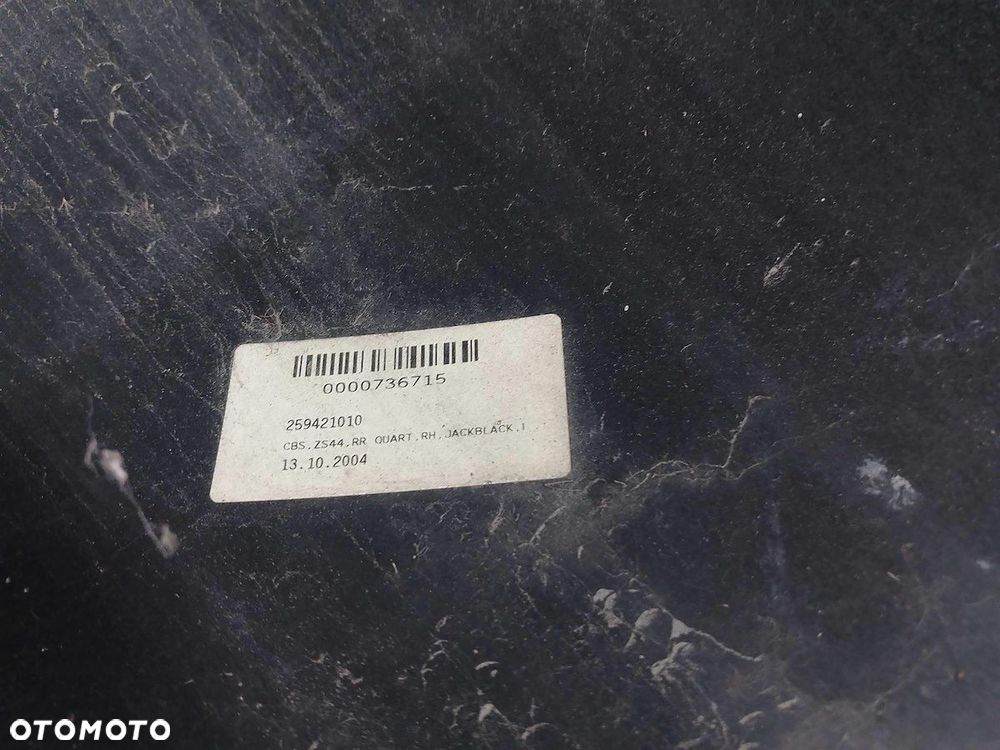 0000736715
259421010
CBS,ZS44,RR QUART,RH,JACKBLACK,1
13.10.2004
OTOMOTO